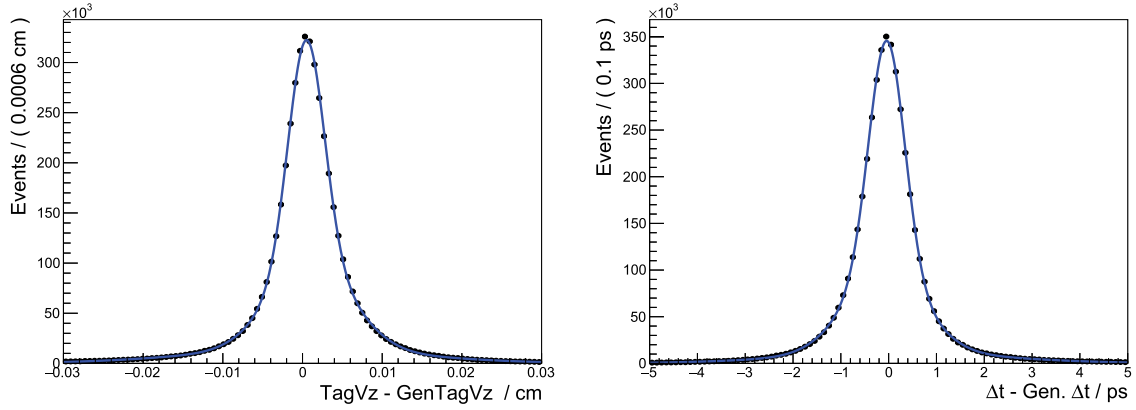 ×10³
Events / ( 0.0006 cm )
300
250
200
150
100
50
0
−0.03 −0.02 −0.01 0 0.01 0.02 0.03
TagVz - GenTagVz / cm
×10³
Events / ( 0.1 ps )
350
300
250
200
150
100
50
0
−5 −4 −3 −2 −1 0 1 2 3 4 5
Δt - Gen. Δt / ps